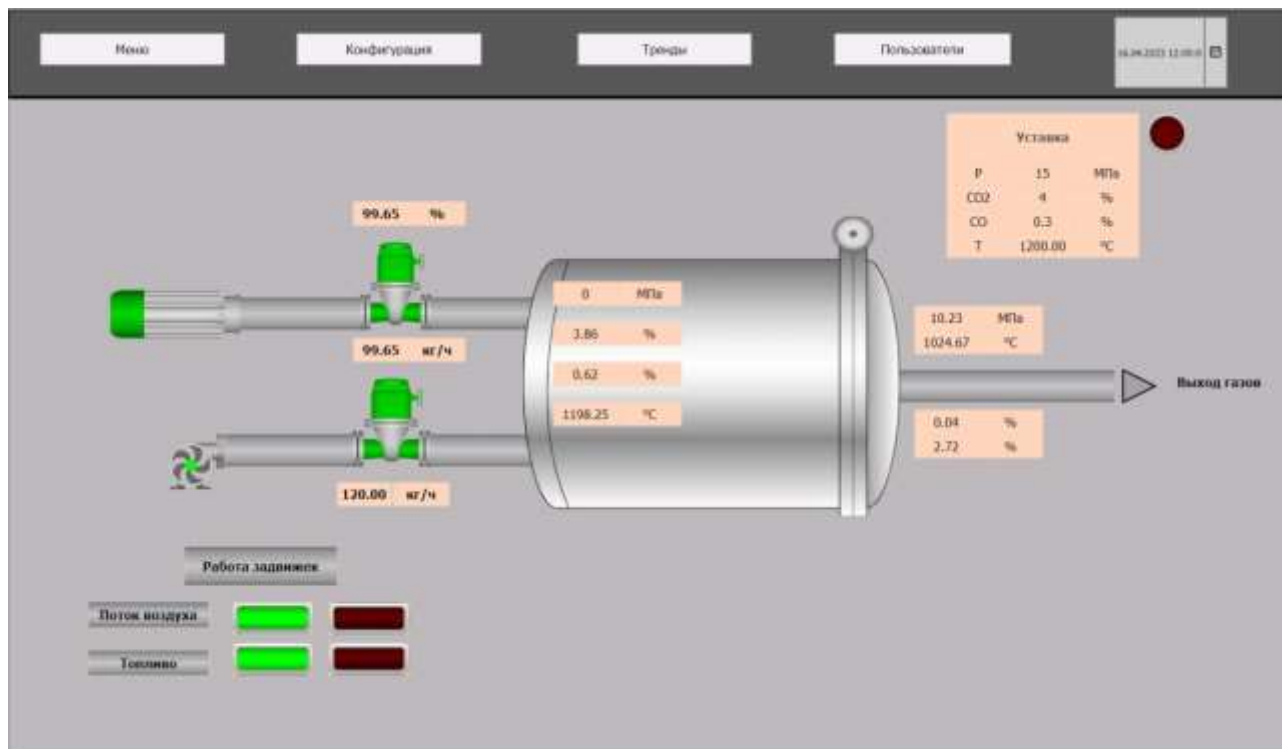 Меню Конфигурация Тренды Пользователи
Уставка
P 15 МПа
CO2 4 %
CO 0.3 %
T 1200.00 °C
99.65 %
0 МПа
3.86 %
0.62 %
1198.25 °C
99.65 кг/ч
10.23 МПа
1024.67 °C
Выход газов
0.04 %
2.72 %
120.00 кг/ч
Работа задвижек
Поток воздуха
Топливо